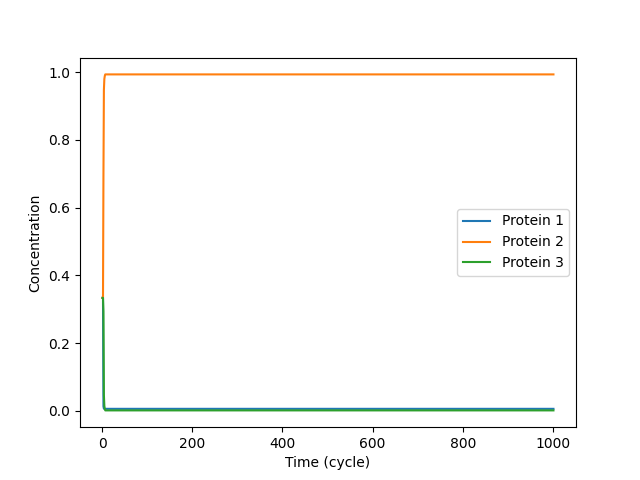 1.0
0.8
0.6
0.4
0.2
0.0
Concentration
Protein 1
Protein 2
Protein 3
0 200 400 600 800 1000
Time (cycle)